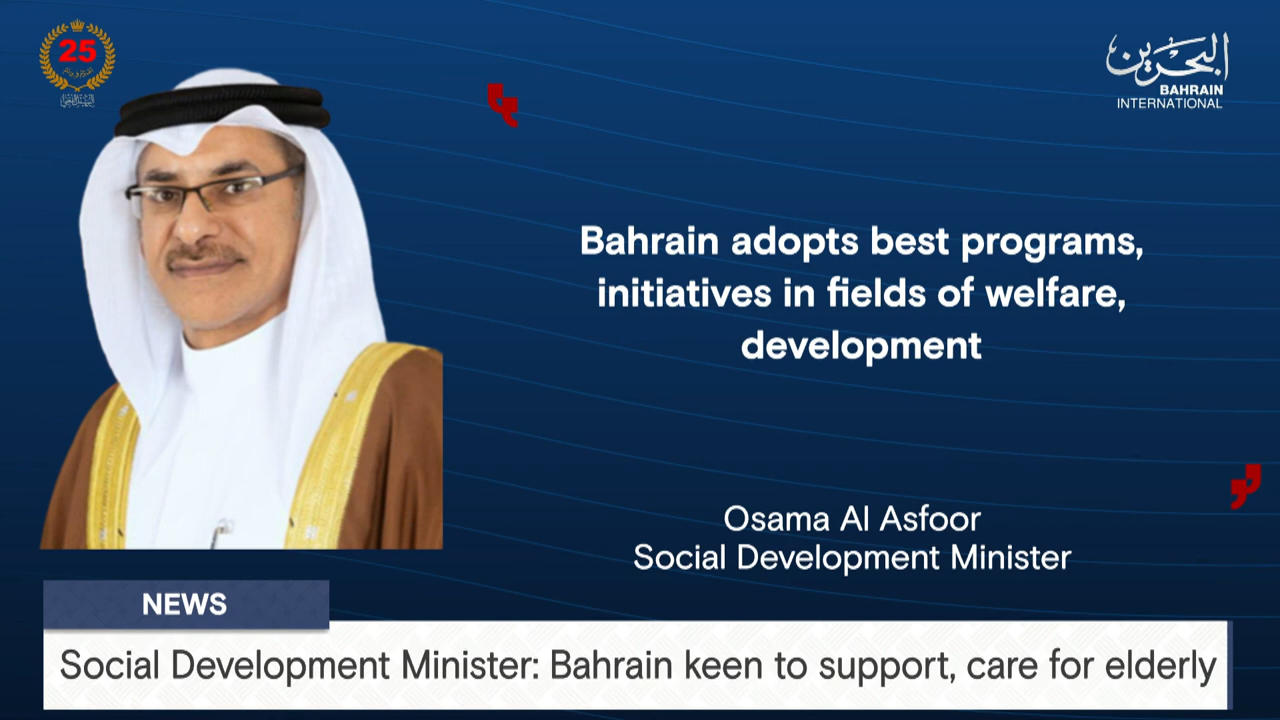 25
البحرين
BAHRAIN
INTERNATIONAL
Bahrain adopts best programs,
initiatives in fields of welfare,
development
Osama Al Asfoor
Social Development Minister
NEWS
Social Development Minister: Bahrain keen to support, care for elderly